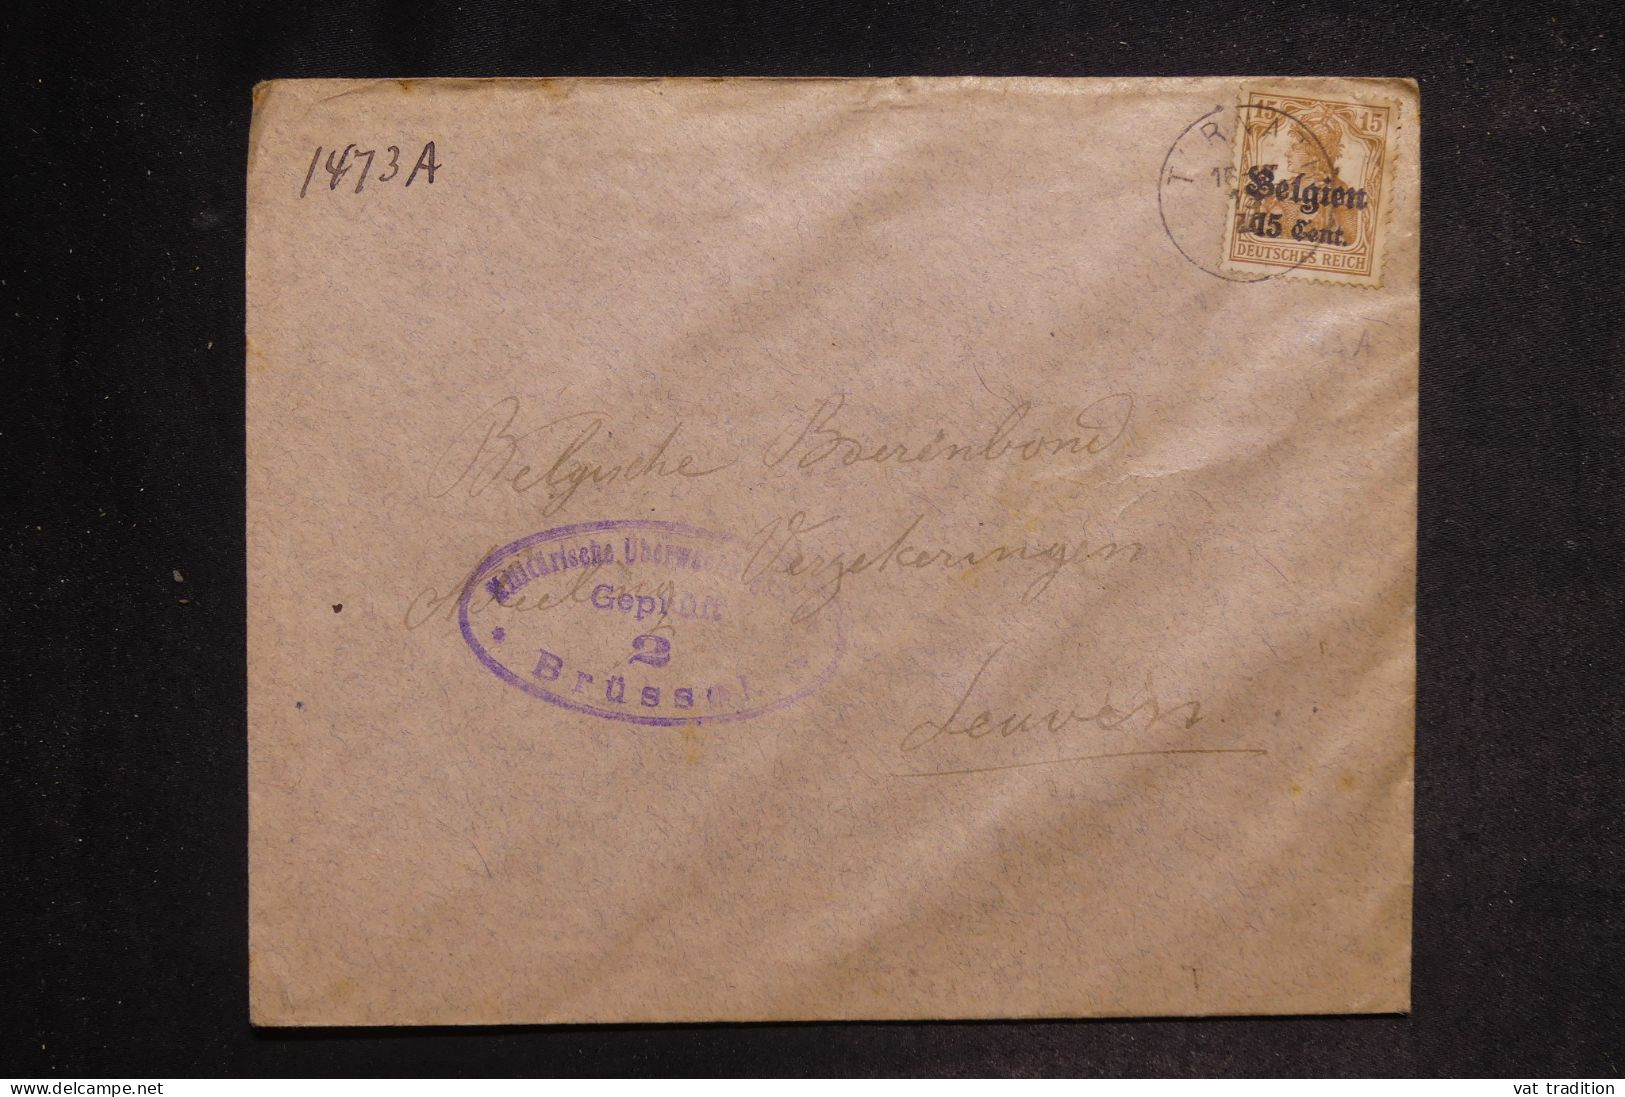 1473A
15 15
Belgien
15 Cent.
DEUTSCHES REICH
A
Belgische Boerenbond
Verzekeringen
Leuven
Militärische
Geprüft
2
Brüssel
delcampe.net
vat tradition